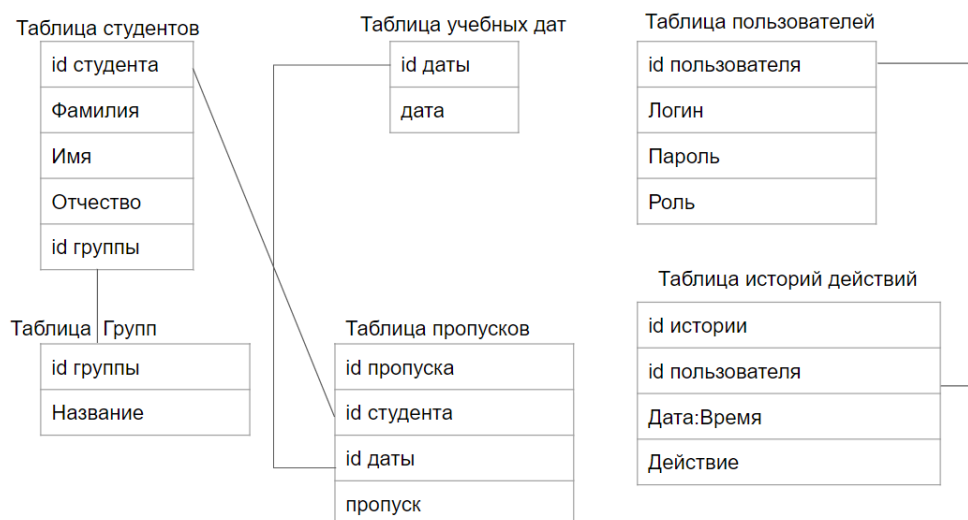 Таблица студентов
id студента
Фамилия
Имя
Отчество
id группы
Таблица Групп
id группы
Название
Таблица учебных дат
id даты
дата
Таблица пропусков
id пропуска
id студента
id даты
пропуск
Таблица пользователей
id пользователя
Логин
Пароль
Роль
Таблица историй действий
id истории
id пользователя
Дата:Время
Действие